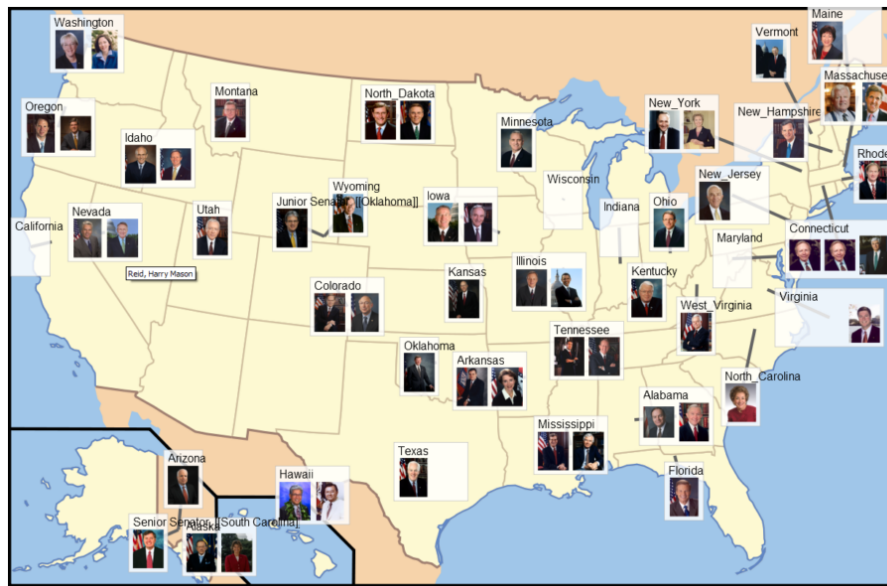 Washington
Maine
Vermont
Montana
North_Dakota
Massachuse
Oregon
New_York
New_Hampshire
Minnesota
Idaho
Rhode
New_Jersey
Wyoming
Wisconsin
Junior Senator, [[Oklahoma]]
Iowa
Indiana
Ohio
Nevada
Utah
California
Connecticut
Maryland
Reid, Harry Mason
Illinois
Kansas
Kentucky
Colorado
Virginia
West_Virginia
Tennessee
Oklahoma
Arkansas
North_Carolina
Alabama
Mississippi
Texas
Arizona
Hawaii
Florida
Senior Senator, [[South Carolina]]
Alaska